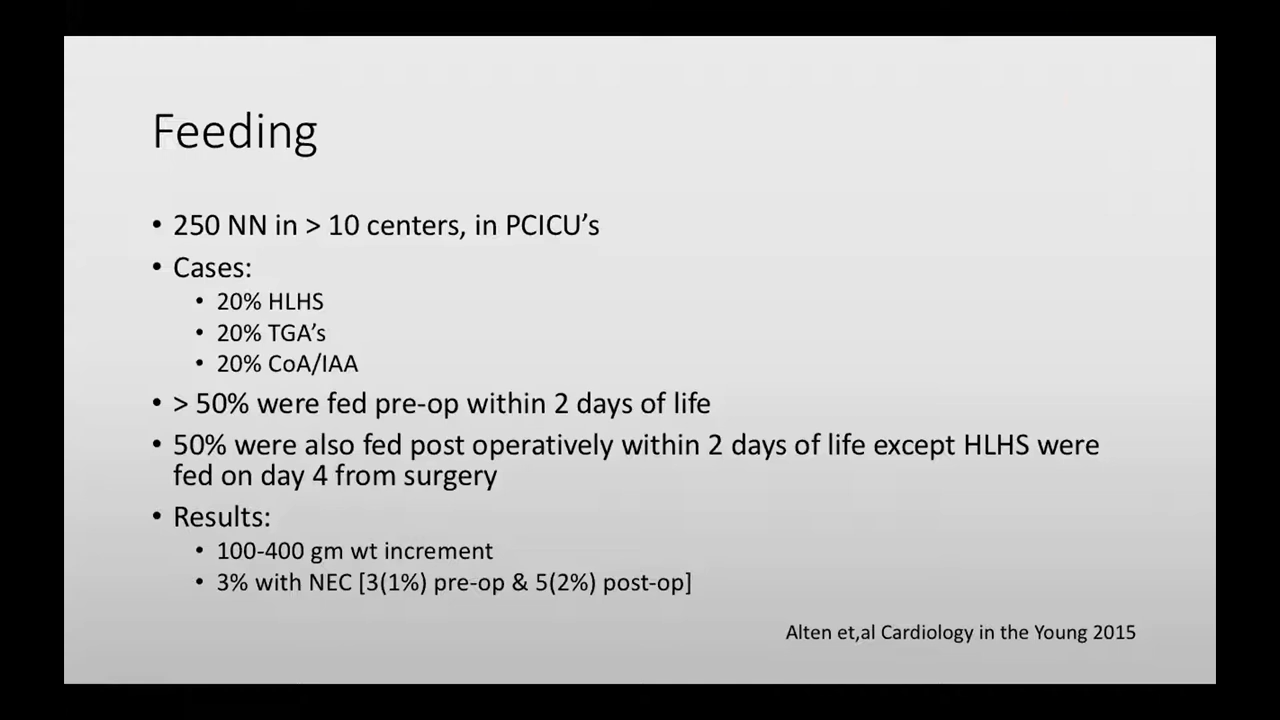 Feeding
• 250 NN in > 10 centers, in PCICU’s
• Cases:
• 20% HLHS
• 20% TGA’s
• 20% CoA/IAA
• > 50% were fed pre-op within 2 days of life
• 50% were also fed post operatively within 2 days of life except HLHS were
fed on day 4 from surgery
• Results:
• 100-400 gm wt increment
• 3% with NEC [3(1%) pre-op & 5(2%) post-op]
Alten et,al Cardiology in the Young 2015